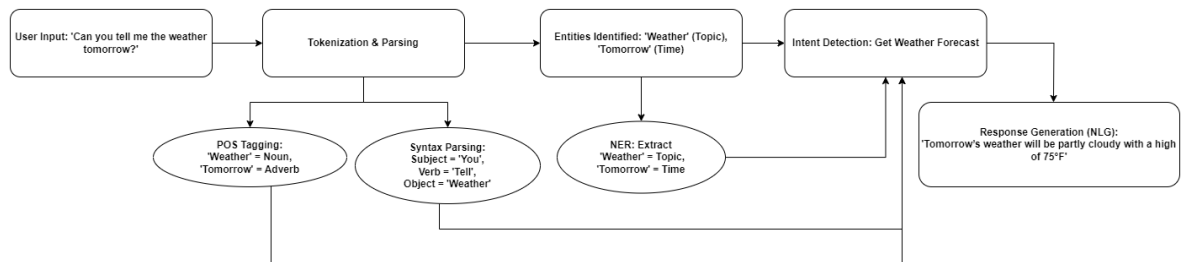 User Input: 'Can you tell me the weather
tomorrow?'
Tokenization & Parsing
Entities Identified: 'Weather' (Topic),
'Tomorrow' (Time)
Intent Detection: Get Weather Forecast
POS Tagging:
'Weather' = Noun,
'Tomorrow' = Adverb
Syntax Parsing:
Subject = 'You',
Verb = 'Tell',
Object = 'Weather'
NER: Extract
'Weather' = Topic,
'Tomorrow' = Time
Response Generation (NLG):
'Tomorrow's weather will be partly cloudy with a high
of 75°F'